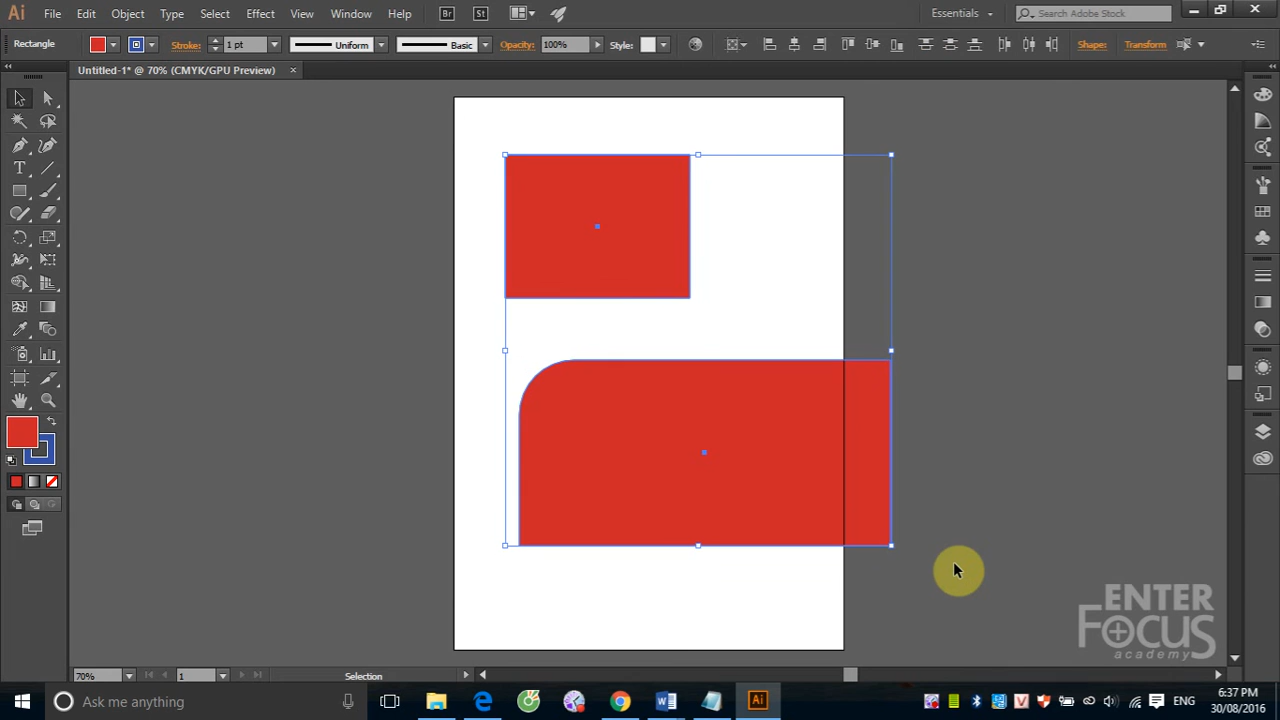 Ai File Edit Object Type Select Effect View Window Help Br St Essentials Search Adobe Stock
Rectangle Stroke: 1 pt Uniform Basic Opacity: 100% Style: Shape: Transform
Untitled-1* @ 70% (CMYK/GPU Preview) ×
T
ENTER
FOCUS
academy
70% 1 Selection
Ask me anything Ai ENG 6:37 PM
30/08/2016